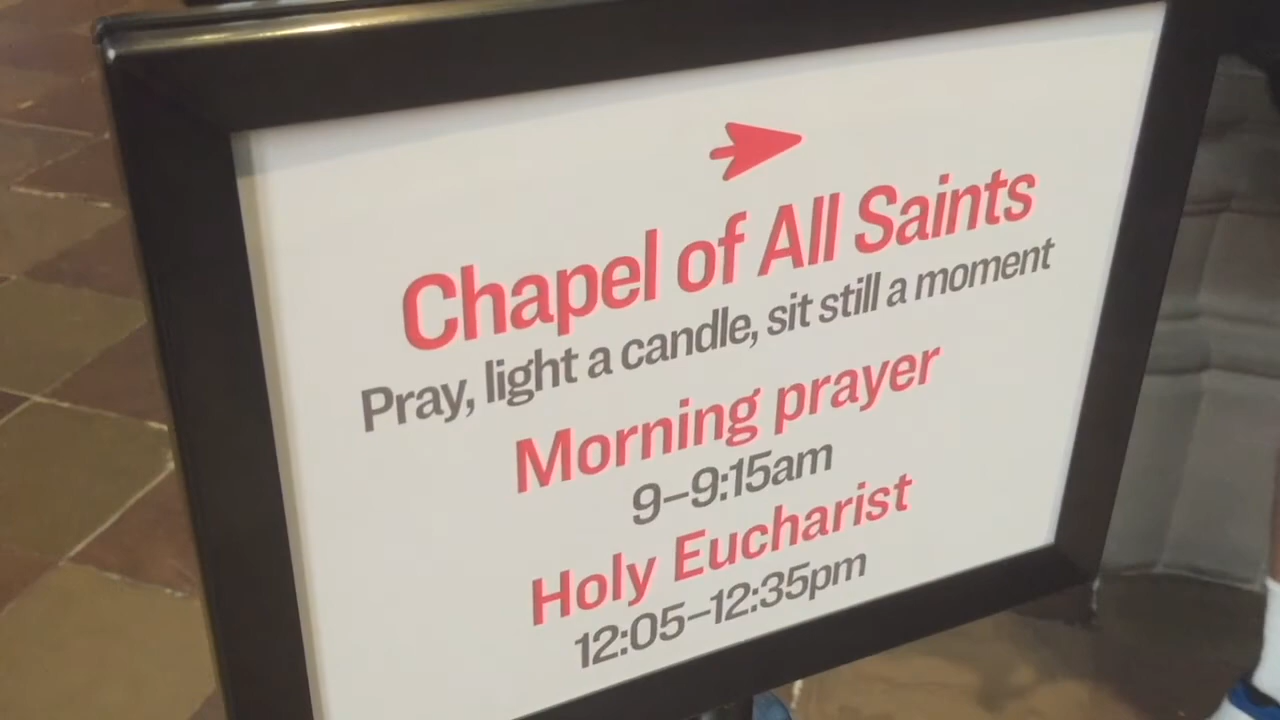 Chapel of All Saints
Pray, light a candle, sit still a moment
Morning prayer
9–9:15am
Holy Eucharist
12:05–12:35pm